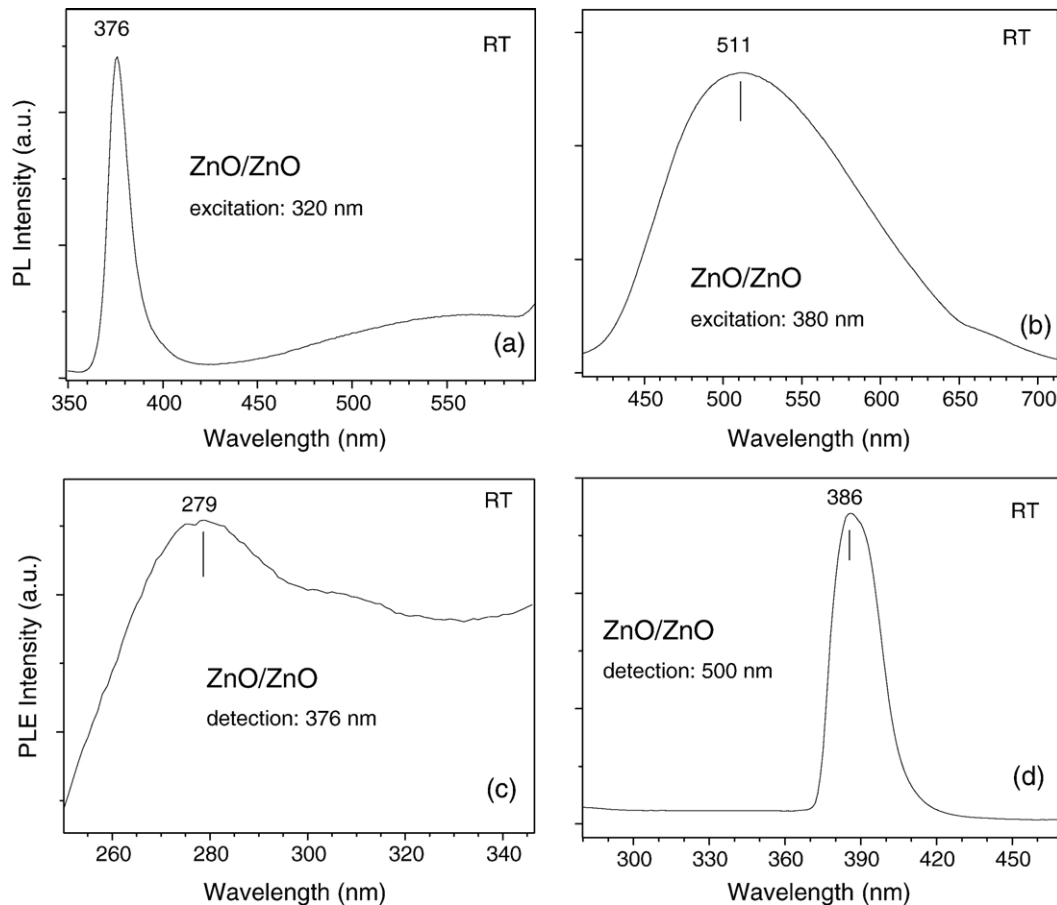 376
RT
ZnO/ZnO
excitation: 320 nm
(a)
PL Intensity (a.u.)
350 400 450 500 550
Wavelength (nm)
511
RT
ZnO/ZnO
excitation: 380 nm
(b)
450 500 550 600 650 700
Wavelength (nm)
279
RT
ZnO/ZnO
detection: 376 nm
(c)
PLE Intensity (a.u.)
260 280 300 320 340
Wavelength (nm)
386
RT
ZnO/ZnO
detection: 500 nm
(d)
300 330 360 390 420 450
Wavelength (nm)